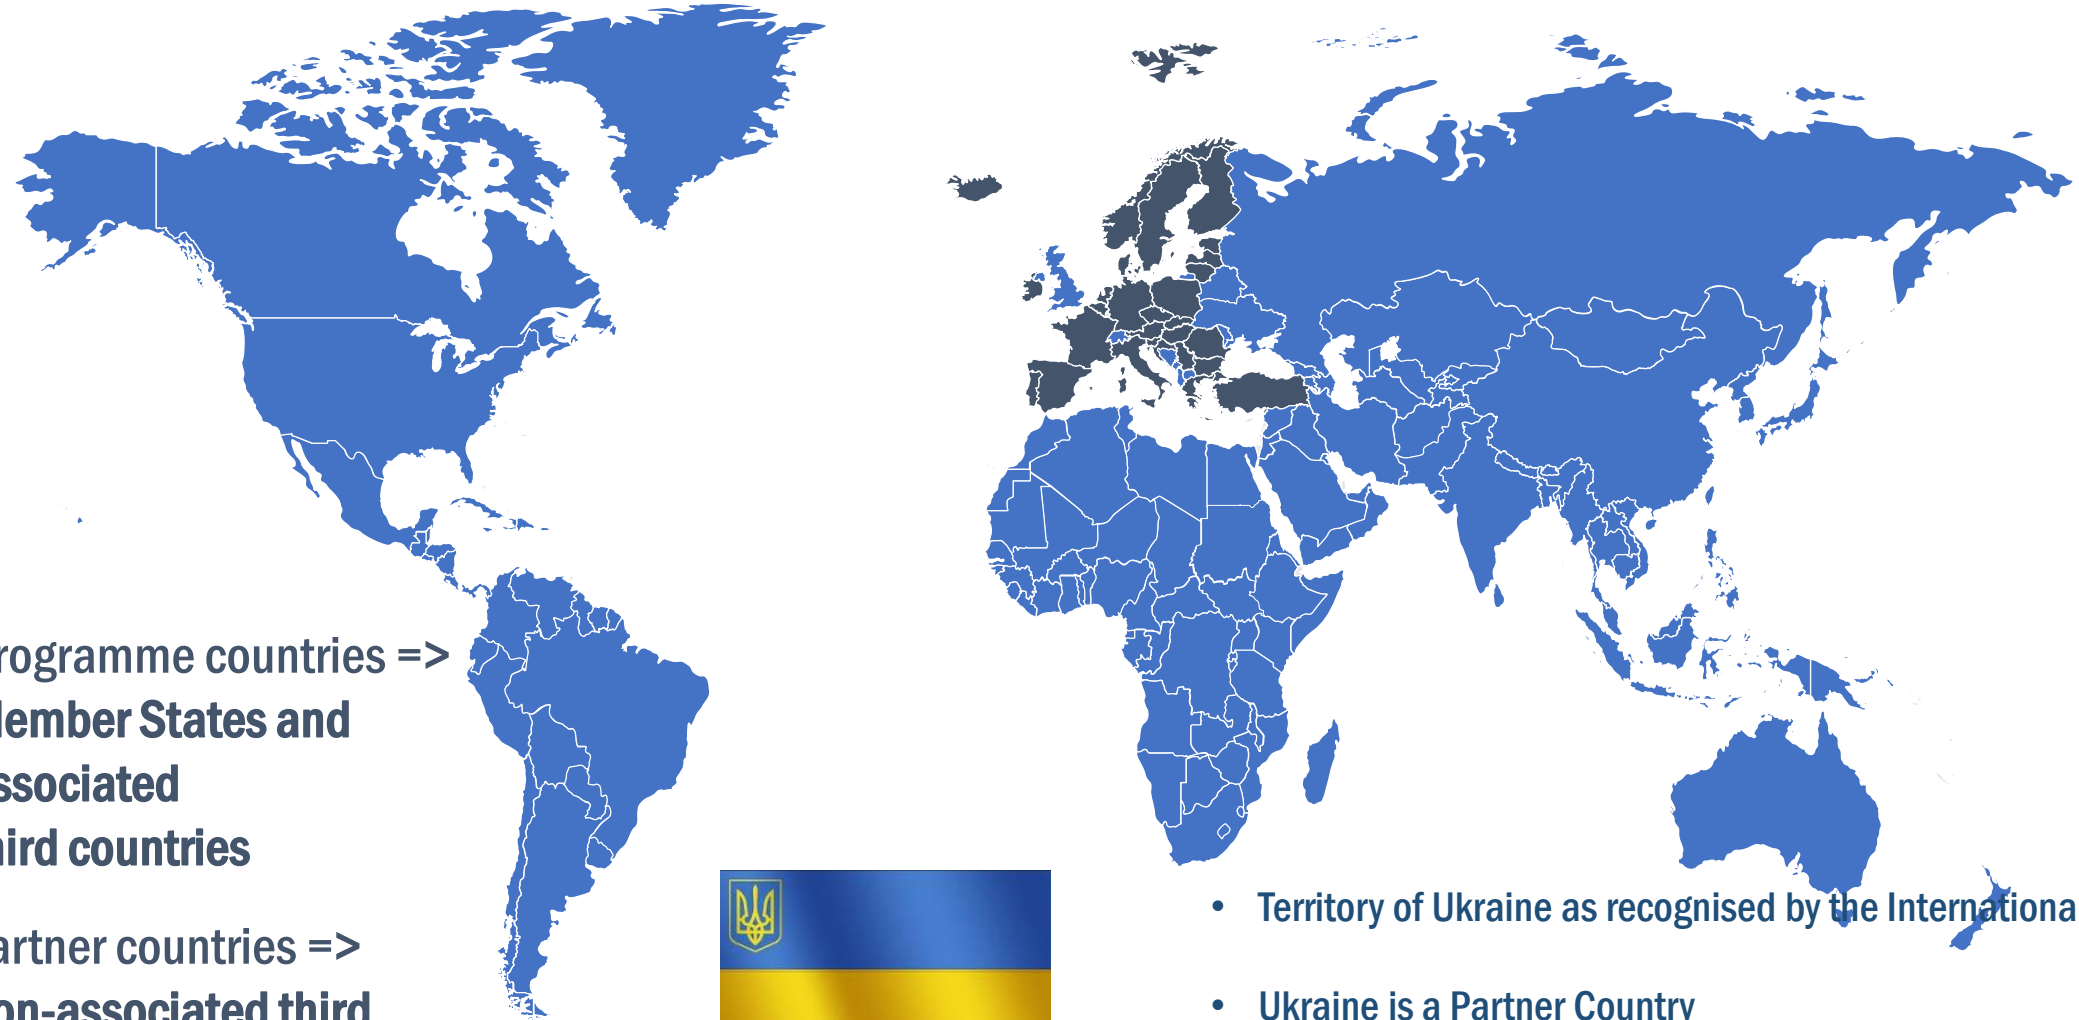 rogramme countries =>
lember States and
ssociated
hird countries
artner countries =>
on-associated third
• Territory of Ukraine as recognised by the Internationa
• Ukraine is a Partner Country